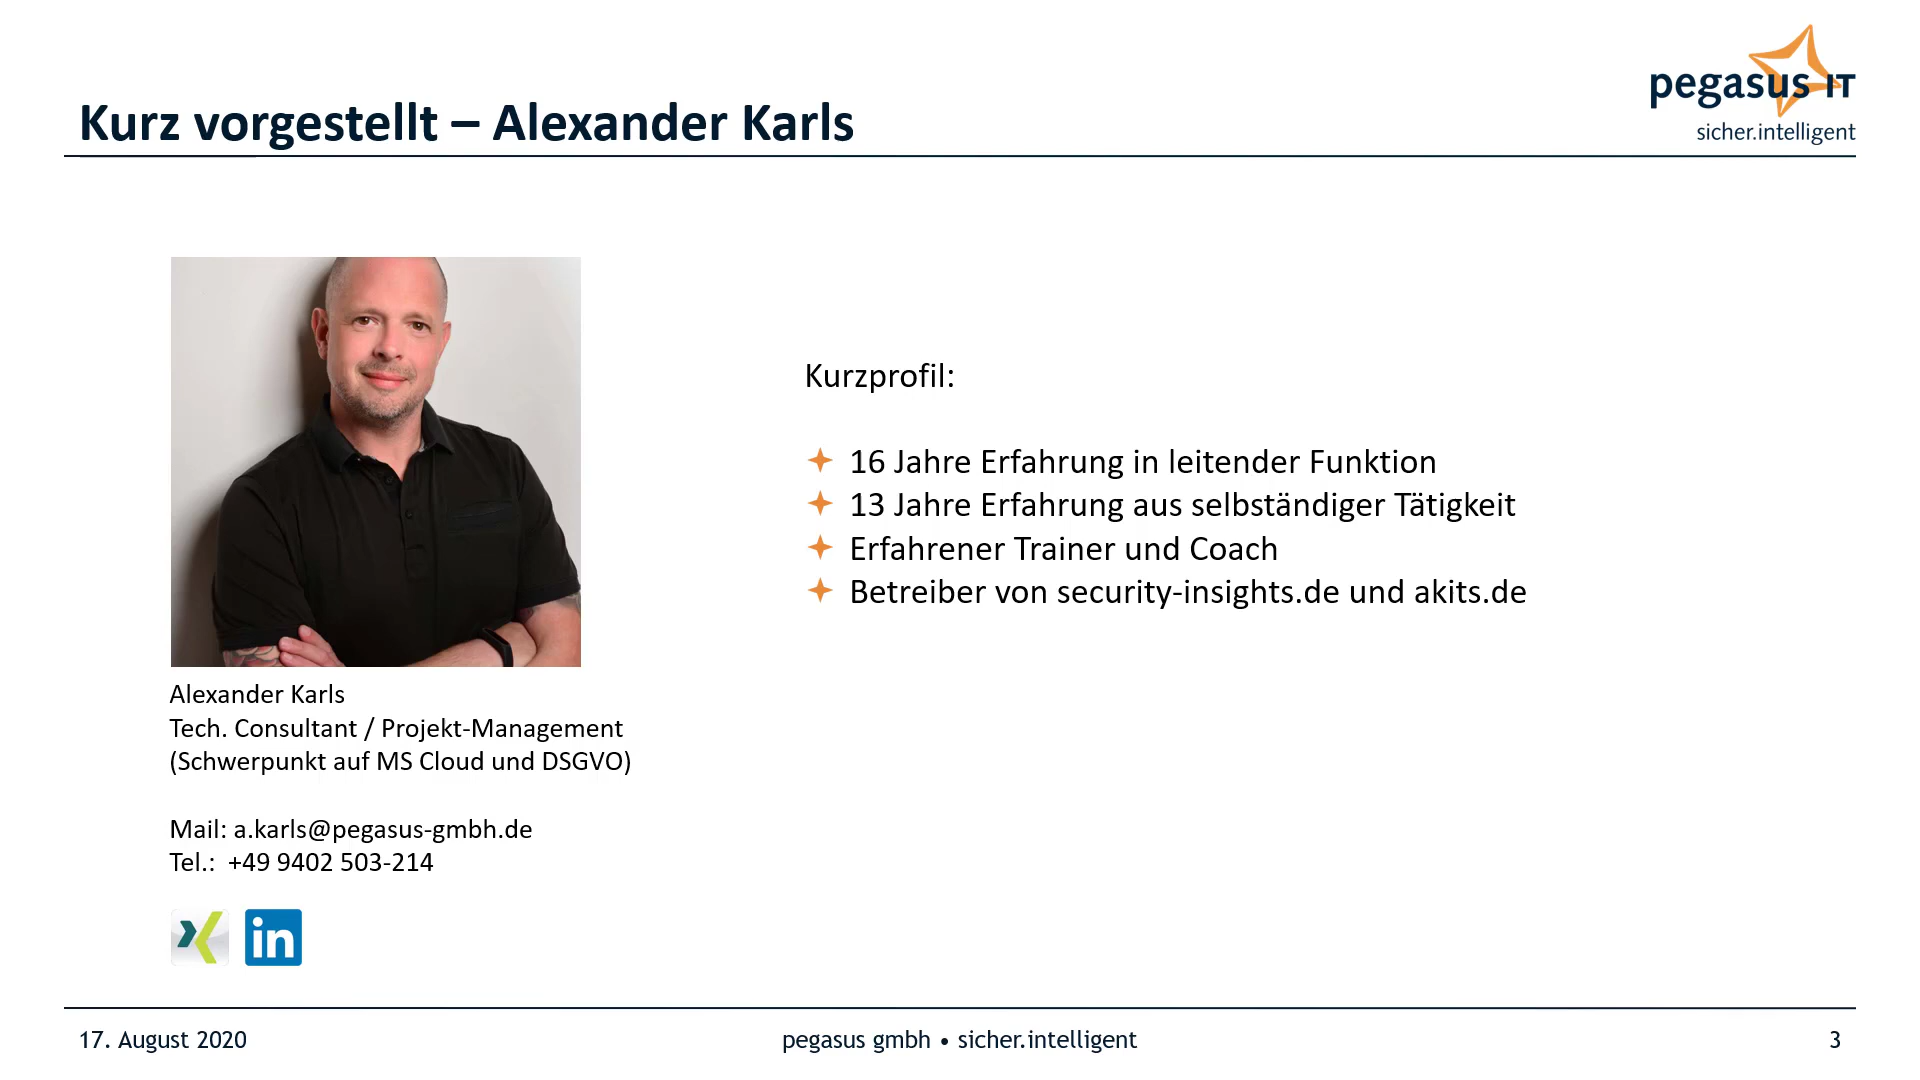 pegasus IT
sicher.intelligent
Kurz vorgestellt – Alexander Karls
Kurzprofil:
16 Jahre Erfahrung in leitender Funktion
13 Jahre Erfahrung aus selbständiger Tätigkeit
Erfahrener Trainer und Coach
Betreiber von security-insights.de und akits.de
Alexander Karls
Tech. Consultant / Projekt-Management
(Schwerpunkt auf MS Cloud und DSGVO)
Mail: a.karls@pegasus-gmbh.de
Tel.: +49 9402 503-214
in
17. August 2020
pegasus gmbh • sicher.intelligent
3